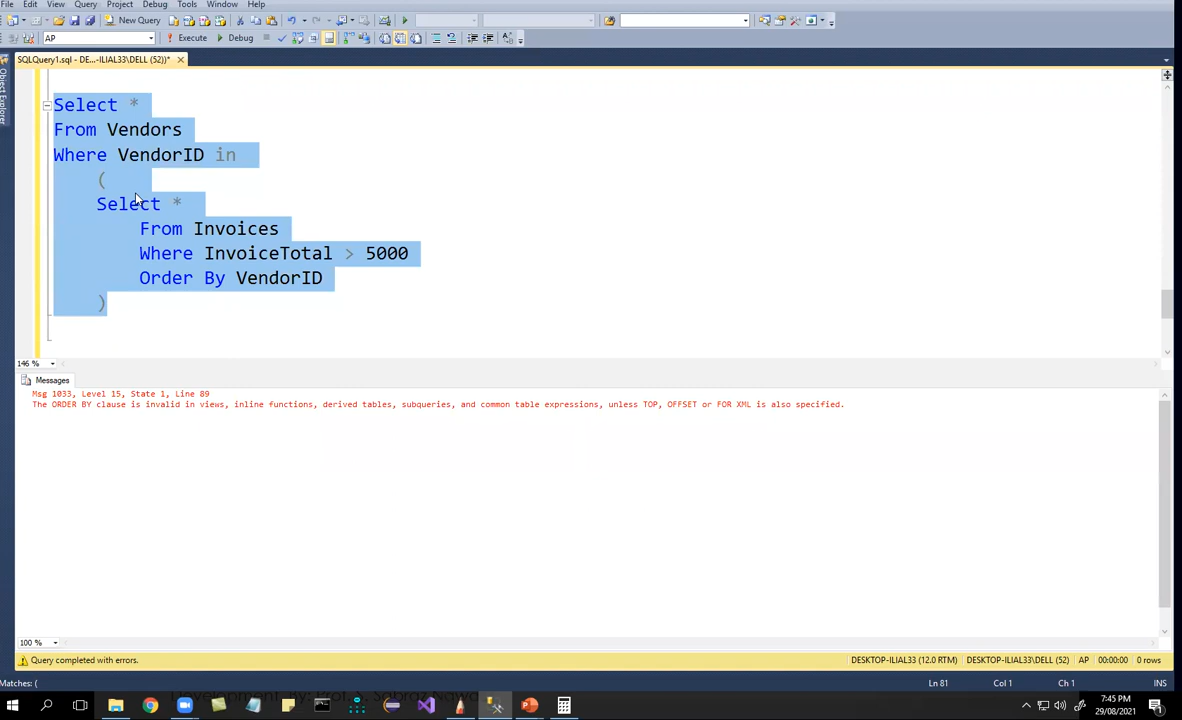 File Edit View Query Project Debug Tools Window Help
New Query
AP Execute Debug
SQLQuery1.sql - DE...-ILIAL33\DELL (52))*
Object Explorer
Select *
From Vendors
Where VendorID in
(
Select *
From Invoices
Where InvoiceTotal > 5000
Order By VendorID
)
146 %
Messages
Msg 1033, Level 15, State 1, Line 89
The ORDER BY clause is invalid in views, inline functions, derived tables, subqueries, and common table expressions, unless TOP, OFFSET or FOR XML is also specified.
100 %
Query completed with errors. DESKTOP-ILIAL33 (12.0 RTM) DESKTOP-ILIAL33\DELL (52) AP 00:00:00 0 rows
Matches: ( Ln 81 Col 1 Ch 1 INS
7:45 PM
29/08/2021